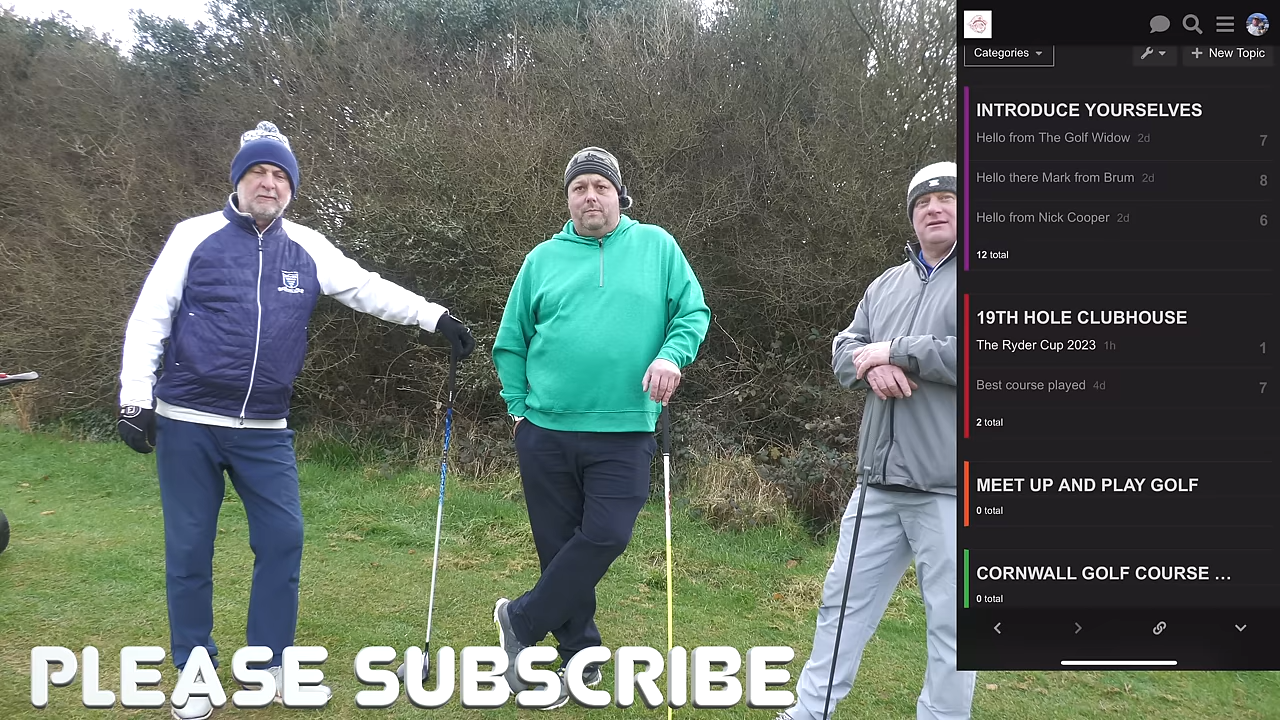 Categories
New Topic
INTRODUCE YOURSELVES
Hello from The Golf Widow 2d 7
Hello there Mark from Brum 2d 8
Hello from Nick Cooper 2d 6
12 total
19TH HOLE CLUBHOUSE
The Ryder Cup 2023 1h 1
Best course played 4d 7
2 total
MEET UP AND PLAY GOLF
0 total
CORNWALL GOLF COURSE ...
0 total
PLEASE SUBSCRIBE